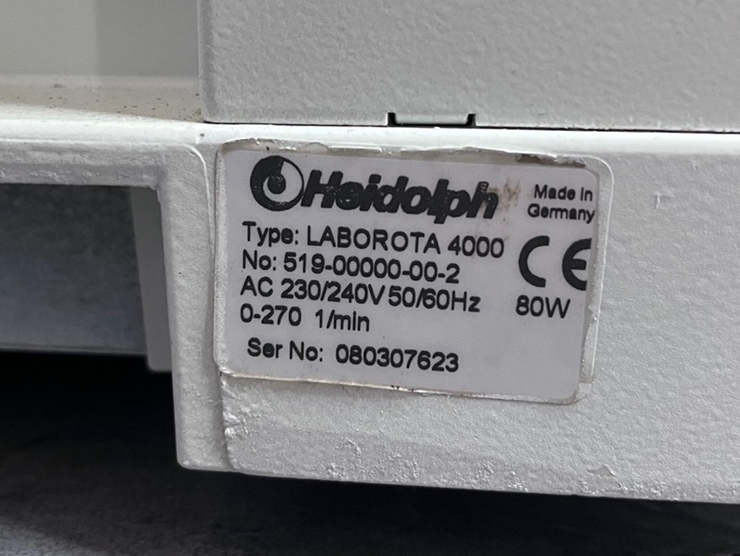 Heidolph
Made in
Germany
Type: LABOROTA 4000
No: 519-00000-00-2
CE
AC 230/240V 50/60Hz
80W
0-270 1/min
Ser No: 080307623